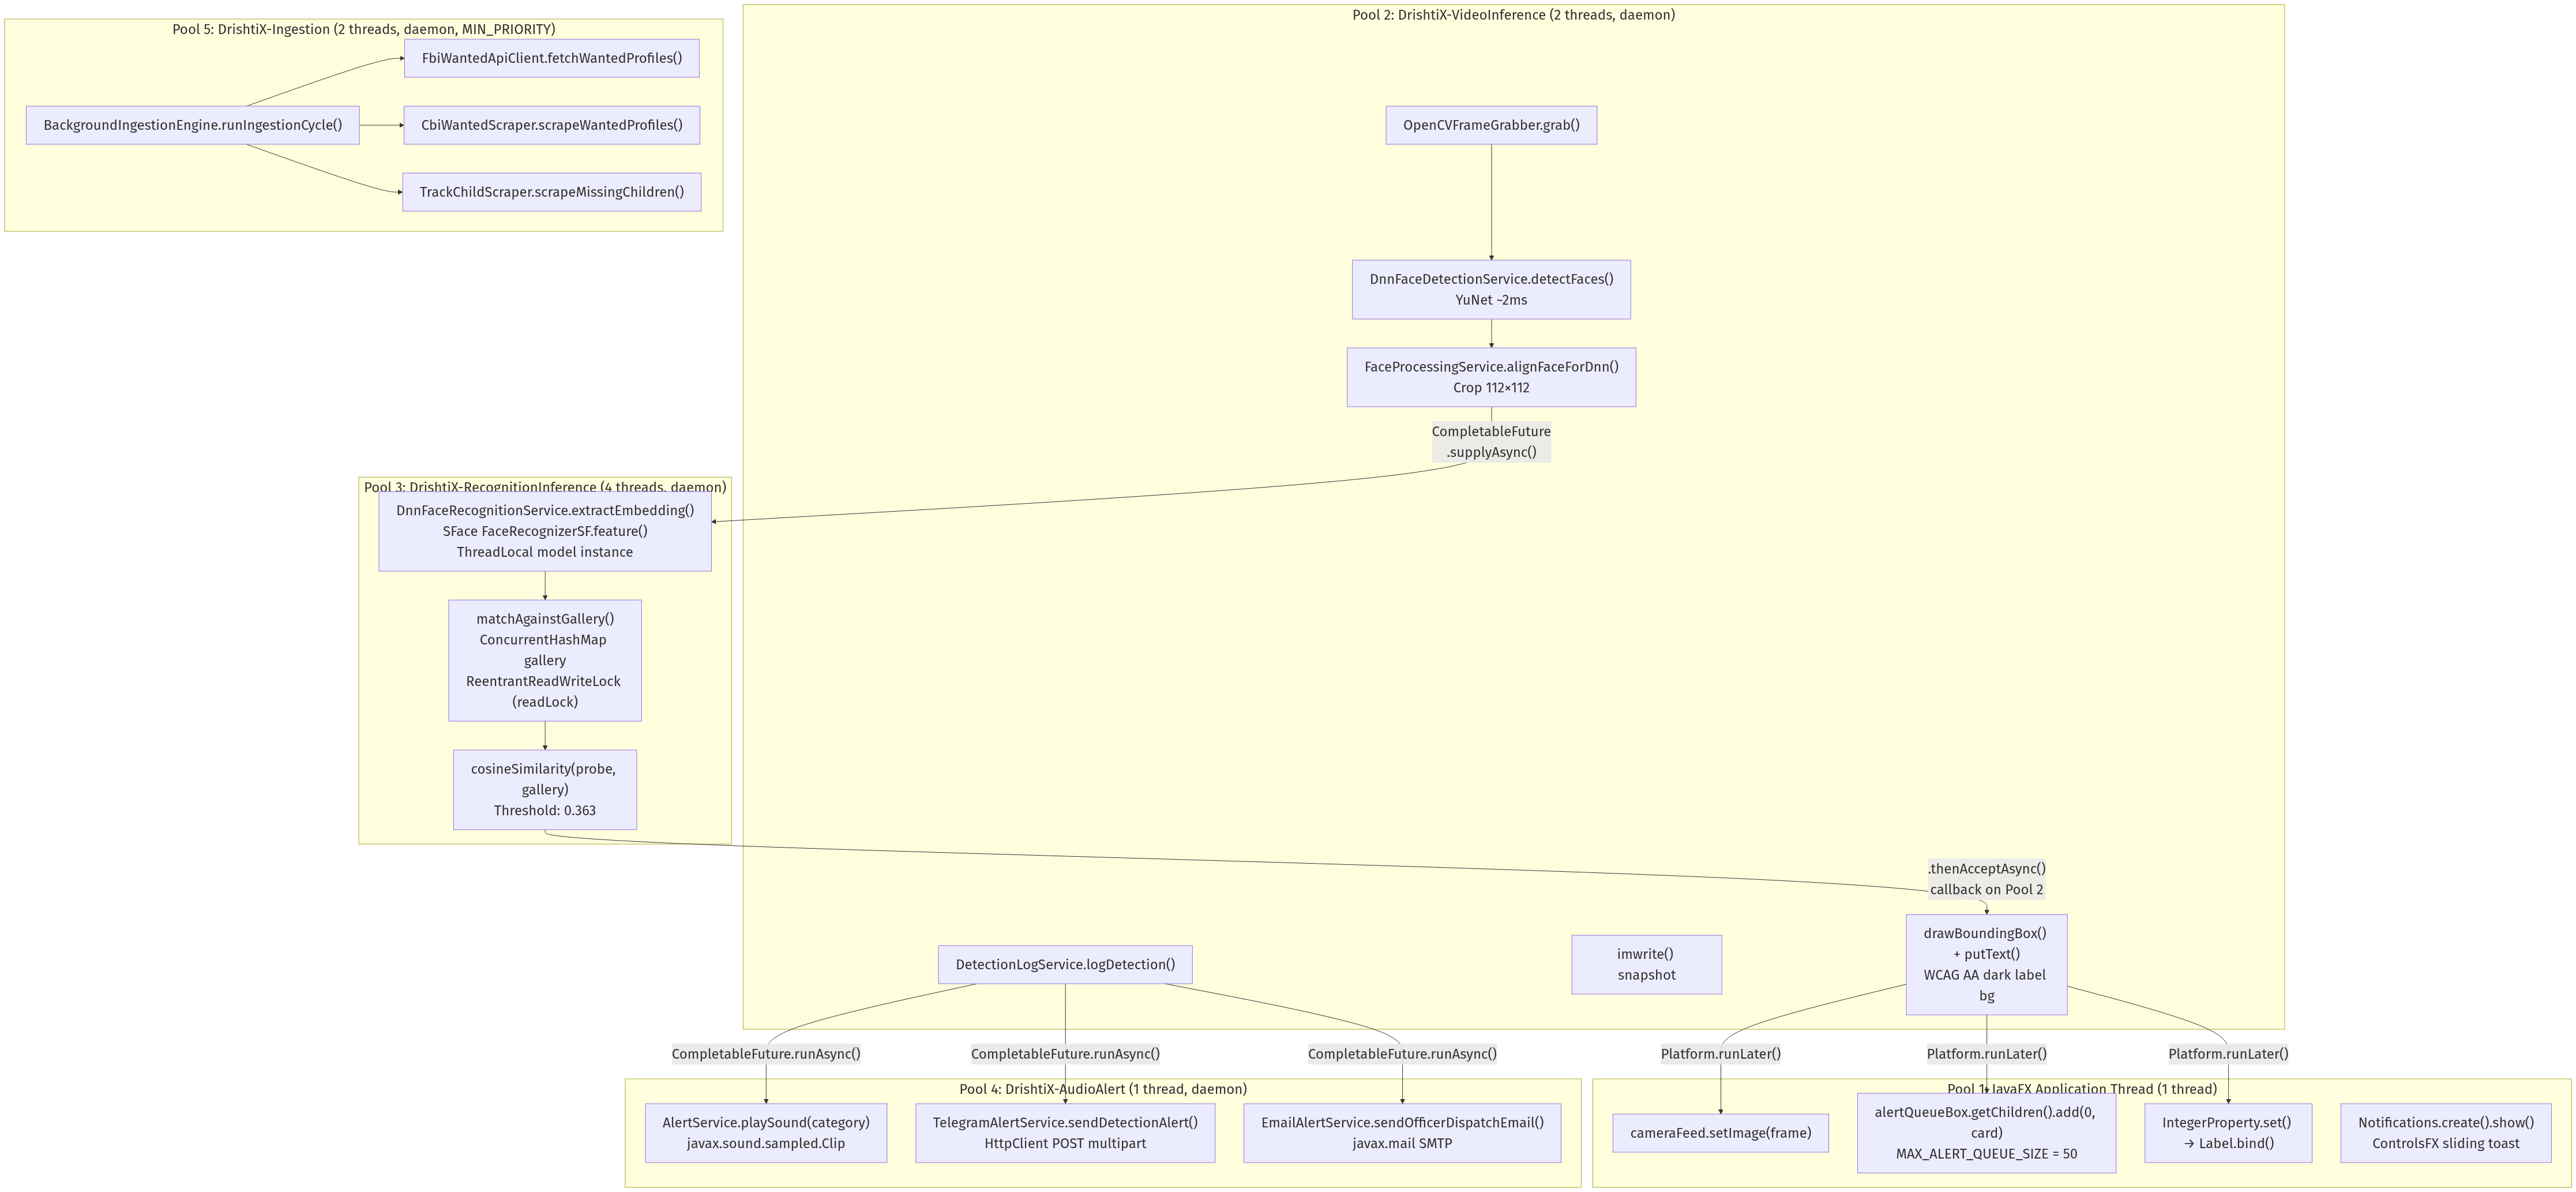 Pool 5: DrishtiX-Ingestion (2 threads, daemon, MIN_PRIORITY)
FbiWantedApiClient.fetchWantedProfiles()
BackgroundIngestionEngine.runIngestionCycle()
CbiWantedScraper.scrapeWantedProfiles()
TrackChildScraper.scrapeMissingChildren()
Pool 2: DrishtiX-VideoInference (2 threads, daemon)
OpenCVFrameGrabber.grab()
DnnFaceDetectionService.detectFaces()
YuNet ~2ms
FaceProcessingService.alignFaceForDnn()
Crop 112×112
CompletableFuture
.supplyAsync()
Pool 3: DrishtiX-RecognitionInference (4 threads, daemon)
DnnFaceRecognitionService.extractEmbedding()
SFace FaceRecognizerSF.feature()
ThreadLocal model instance
matchAgainstGallery()
ConcurrentHashMap
gallery
ReentrantReadWriteLock
(readLock)
cosineSimilarity(probe,
gallery)
Threshold: 0.363
.thenAcceptAsync()
callback on Pool 2
drawBoundingBox()
+ putText()
WCAG AA dark label
bg
imwrite()
snapshot
DetectionLogService.logDetection()
CompletableFuture.runAsync()
CompletableFuture.runAsync()
CompletableFuture.runAsync()
Platform.runLater()
Platform.runLater()
Platform.runLater()
Pool 4: DrishtiX-AudioAlert (1 thread, daemon)
AlertService.playSound(category)
javax.sound.sampled.Clip
TelegramAlertService.sendDetectionAlert()
HttpClient POST multipart
EmailAlertService.sendOfficerDispatchEmail()
javax.mail SMTP
Pool 1: JavaFX Application Thread (1 thread)
cameraFeed.setImage(frame)
alertQueueBox.getChildren().add(0,
card)
MAX_ALERT_QUEUE_SIZE = 50
IntegerProperty.set()
→ Label.bind()
Notifications.create().show()
ControlsFX sliding toast